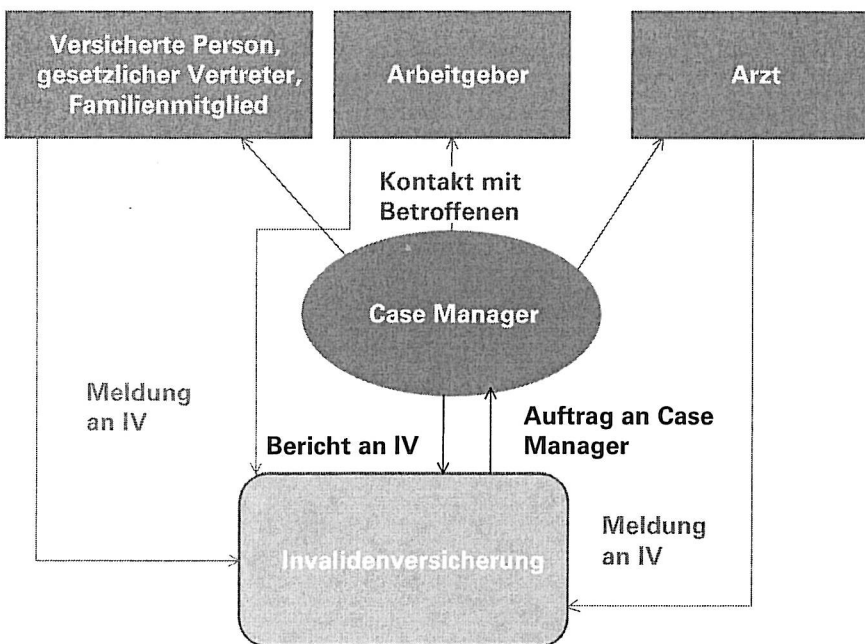 Versicherte Person,
gesetzlicher Vertreter,
Familienmitglied
Arbeitgeber
Arzt
Kontakt mit
Betroffenen
Case Manager
Meldung
an IV
Bericht an IV
Auftrag an Case
Manager
Invalidenversicherung
Meldung
an IV